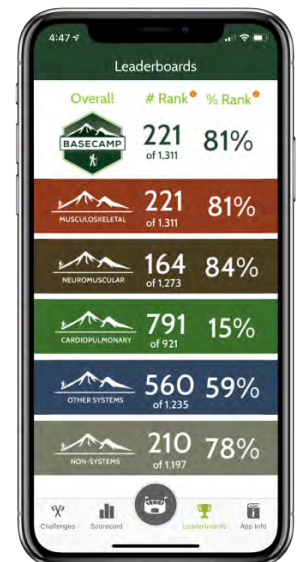 4:47
Leaderboards
Overall # Rank % Rank
BASECAMP 221 of 1,311 81%
MUSCULOSKELETAL 221 of 1,311 81%
NEUROMUSCULAR 164 of 1,273 84%
CARDIOPULMONARY 791 of 921 15%
OTHER SYSTEMS 560 of 1,235 59%
NON-SYSTEMS 210 of 1,197 78%
Challenges Scorecard Leaderboards App Info